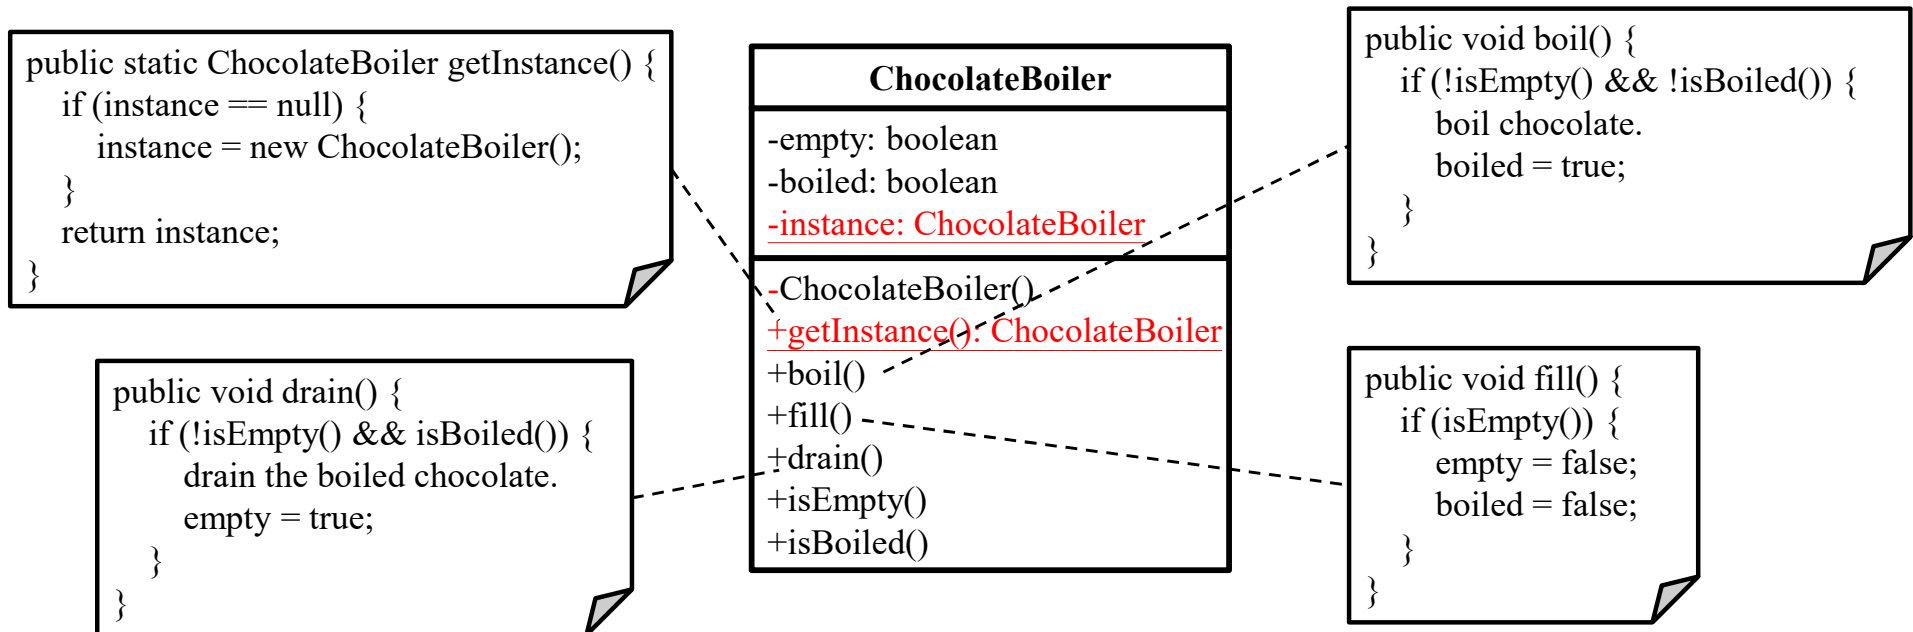 public static ChocolateBoiler getInstance() {
if (instance == null) {
instance = new ChocolateBoiler();
}
return instance;
}
ChocolateBoiler
-empty: boolean
-boiled: boolean
-instance: ChocolateBoiler
-ChocolateBoiler()
+getInstance(): ChocolateBoiler
+boil()
+fill()
+drain()
+isEmpty()
+isBoiled()
public void boil() {
if (!isEmpty() && !isBoiled()) {
boil chocolate.
boiled = true;
}
}
public void drain() {
if (!isEmpty() && isBoiled()) {
drain the boiled chocolate.
empty = true;
}
}
public void fill() {
if (isEmpty()) {
empty = false;
boiled = false;
}
}